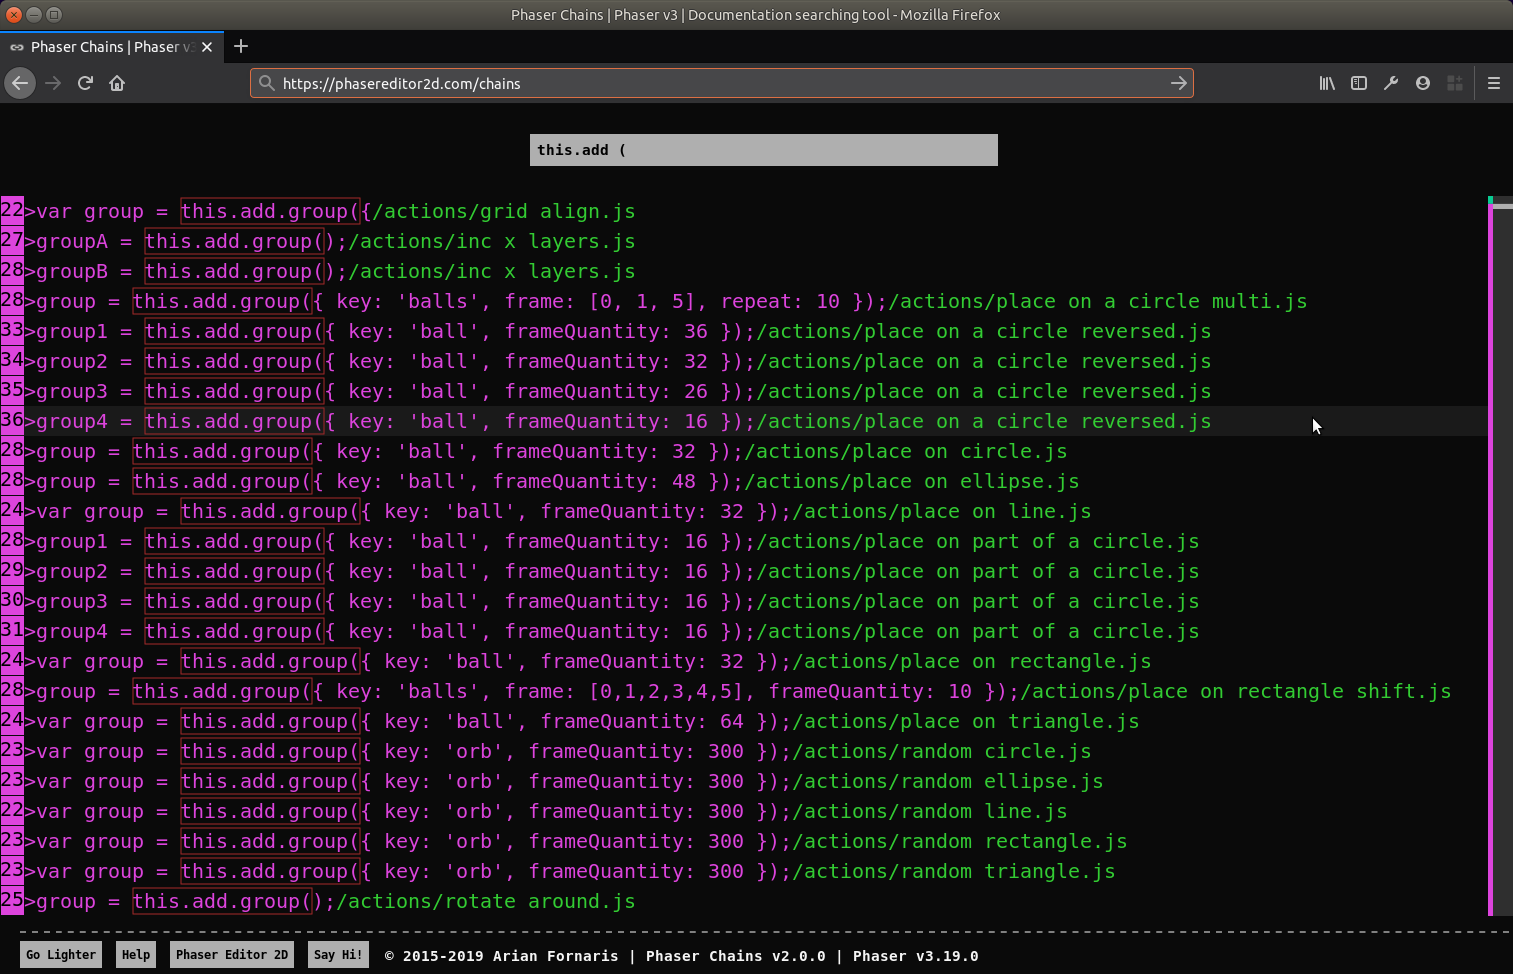 Phaser Chains | Phaser v3 | Documentation searching tool - Mozilla Firefox
Phaser Chains | Phaser v3
https://phasereditor2d.com/chains
this.add (
22>var group = this.add.group({/actions/grid align.js
27>groupA = this.add.group();/actions/inc x layers.js
28>groupB = this.add.group();/actions/inc x layers.js
28>group = this.add.group({ key: 'balls', frame: [0, 1, 5], repeat: 10 });/actions/place on a circle multi.js
33>group1 = this.add.group({ key: 'ball', frameQuantity: 36 });/actions/place on a circle reversed.js
34>group2 = this.add.group({ key: 'ball', frameQuantity: 32 });/actions/place on a circle reversed.js
35>group3 = this.add.group({ key: 'ball', frameQuantity: 26 });/actions/place on a circle reversed.js
36>group4 = this.add.group({ key: 'ball', frameQuantity: 16 });/actions/place on a circle reversed.js
28>group = this.add.group({ key: 'ball', frameQuantity: 32 });/actions/place on circle.js
28>group = this.add.group({ key: 'ball', frameQuantity: 48 });/actions/place on ellipse.js
24>var group = this.add.group({ key: 'ball', frameQuantity: 32 });/actions/place on line.js
28>group1 = this.add.group({ key: 'ball', frameQuantity: 16 });/actions/place on part of a circle.js
29>group2 = this.add.group({ key: 'ball', frameQuantity: 16 });/actions/place on part of a circle.js
30>group3 = this.add.group({ key: 'ball', frameQuantity: 16 });/actions/place on part of a circle.js
31>group4 = this.add.group({ key: 'ball', frameQuantity: 16 });/actions/place on part of a circle.js
24>var group = this.add.group({ key: 'ball', frameQuantity: 32 });/actions/place on rectangle.js
28>group = this.add.group({ key: 'balls', frame: [0,1,2,3,4,5], frameQuantity: 10 });/actions/place on rectangle shift.js
24>var group = this.add.group({ key: 'ball', frameQuantity: 64 });/actions/place on triangle.js
23>var group = this.add.group({ key: 'orb', frameQuantity: 300 });/actions/random circle.js
23>var group = this.add.group({ key: 'orb', frameQuantity: 300 });/actions/random ellipse.js
22>var group = this.add.group({ key: 'orb', frameQuantity: 300 });/actions/random line.js
23>var group = this.add.group({ key: 'orb', frameQuantity: 300 });/actions/random rectangle.js
23>var group = this.add.group({ key: 'orb', frameQuantity: 300 });/actions/random triangle.js
25>group = this.add.group();/actions/rotate around.js
Go Lighter Help Phaser Editor 2D Say Hi! © 2015-2019 Arian Fornaris | Phaser Chains v2.0.0 | Phaser v3.19.0